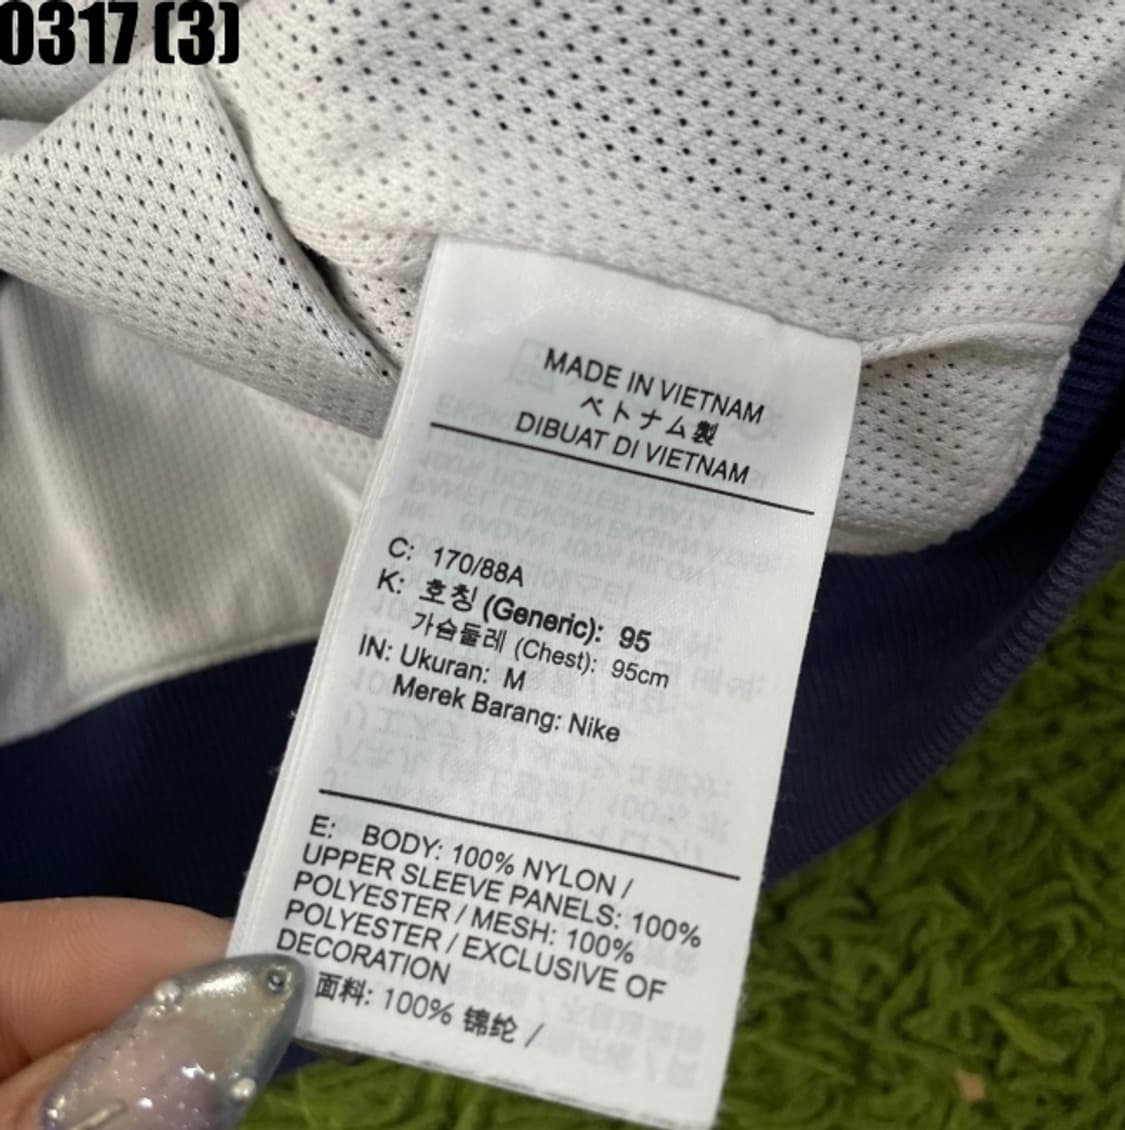 0317 (3)
MADE IN VIETNAM
ベトナム製
DIBUAT DI VIETNAM
C: 170/88A
K: 호칭 (Generic): 95
가슴둘레 (Chest): 95cm
IN: Ukuran: M
Merek Barang: Nike
E: BODY: 100% NYLON /
UPPER SLEEVE PANELS: 100%
POLYESTER / MESH: 100%
POLYESTER / EXCLUSIVE OF
DECORATION
面料: 100% 锦纶 /